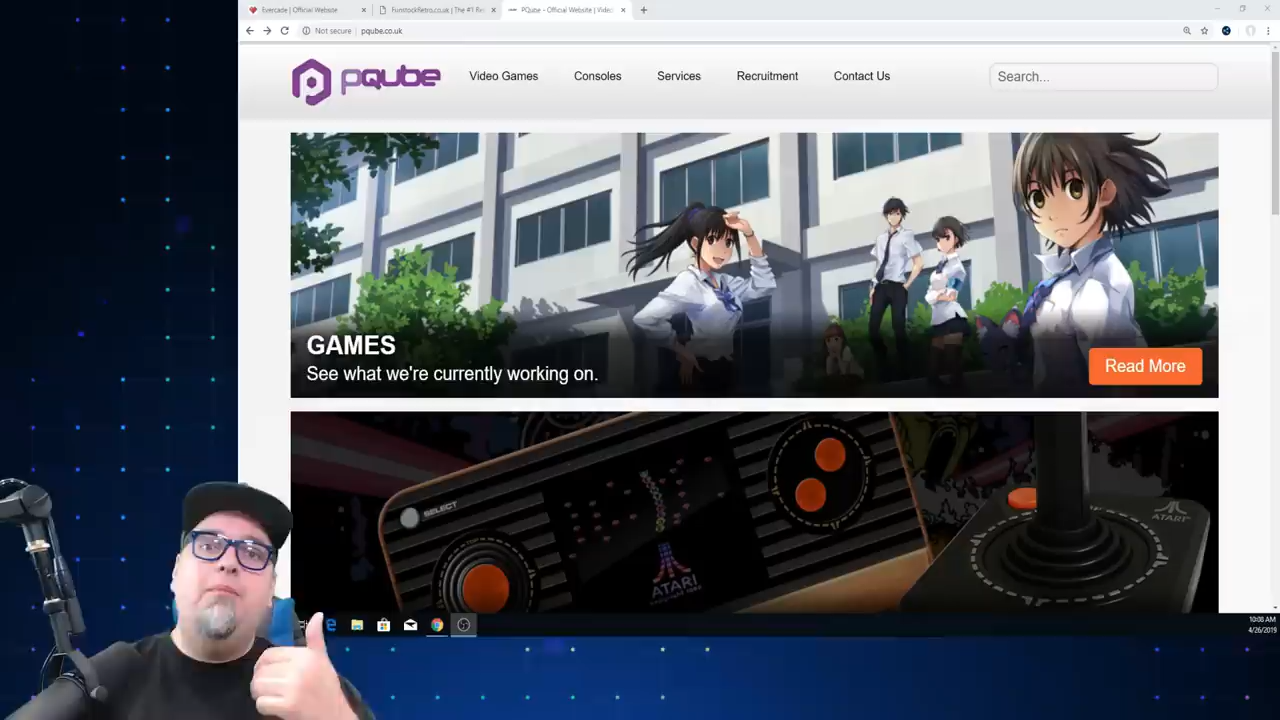 Evercade | Official Website
FunstockRetro.co.uk | The #1 Re
PQube - Official Website | Video
Not secure | pqube.co.uk
pqube
Video Games
Consoles
Services
Recruitment
Contact Us
Search...
GAMES
See what we're currently working on.
Read More
SELECT
ATARI
ATARI
10:08 AM
4/26/2019